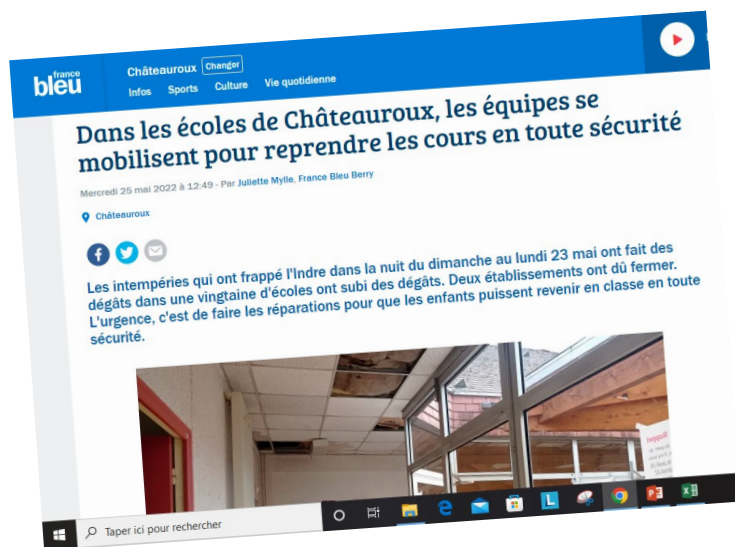 france
bleu
Châteauroux Changer
Infos Sports Culture Vie quotidienne
Dans les écoles de Châteauroux, les équipes se
mobilisent pour reprendre les cours en toute sécurité
Mercredi 25 mai 2022 à 12:49 - Par Juliette Mylle, France Bleu Berry
Châteauroux
Les intempéries qui ont frappé l'Indre dans la nuit du dimanche au lundi 23 mai ont fait des
dégâts dans une vingtaine d'écoles ont subi des dégâts. Deux établissements ont dû fermer.
L'urgence, c'est de faire les réparations pour que les enfants puissent revenir en classe en toute
sécurité.
Rappel
Taper ici pour rechercher